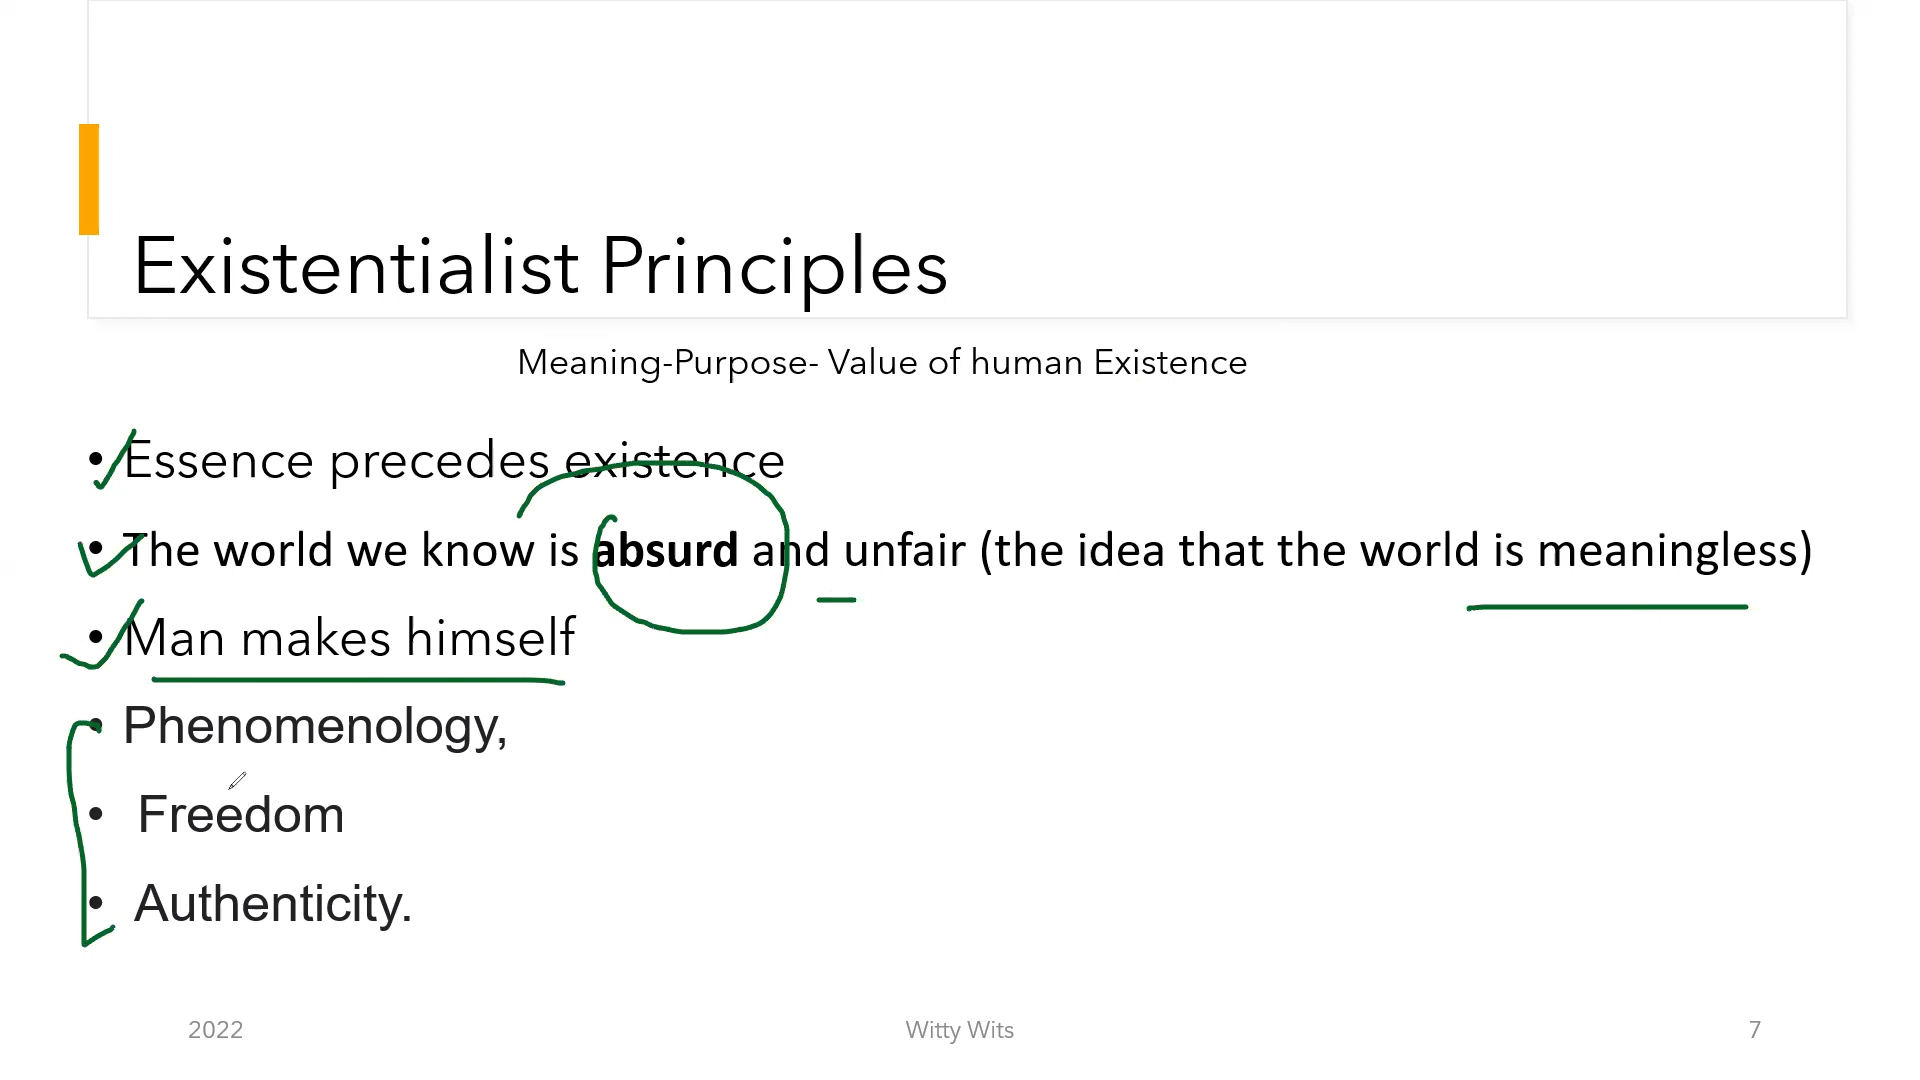 Existentialist Principles
Meaning-Purpose- Value of human Existence
• Essence precedes existence
• The world we know is absurd and unfair (the idea that the world is meaningless)
• Man makes himself
• Phenomenology,
• Freedom
• Authenticity.
2022
Witty Wits
7